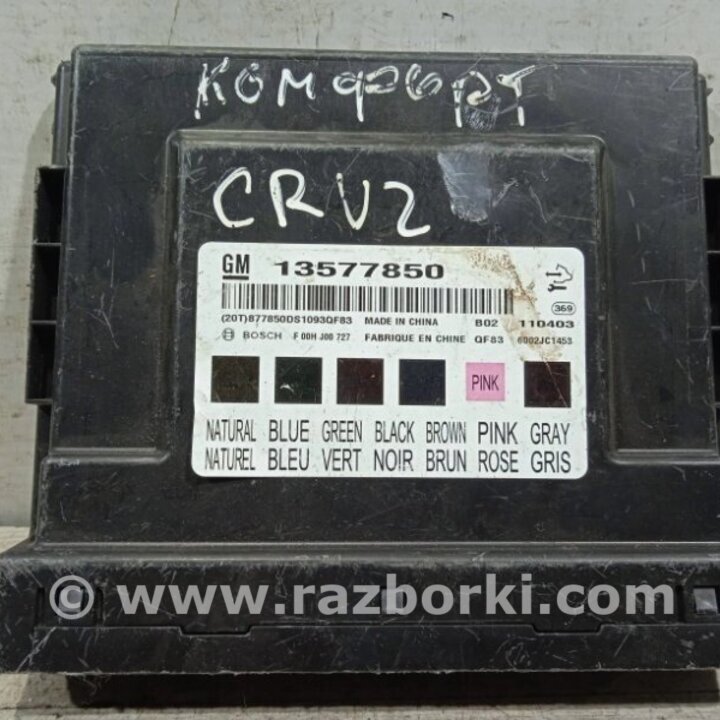 КОМФОРТ
CRUZ
GM 13577850
(20T)877850DS1093QF83 MADE IN CHINA B02 110403
369
BOSCH F 00H J00 727 FABRIQUE EN CHINE QF83 6002JC1453
PINK
NATURAL BLUE GREEN BLACK BROWN PINK GRAY
NATUREL BLEU VERT NOIR BRUN ROSE GRIS
© www.razborki.com